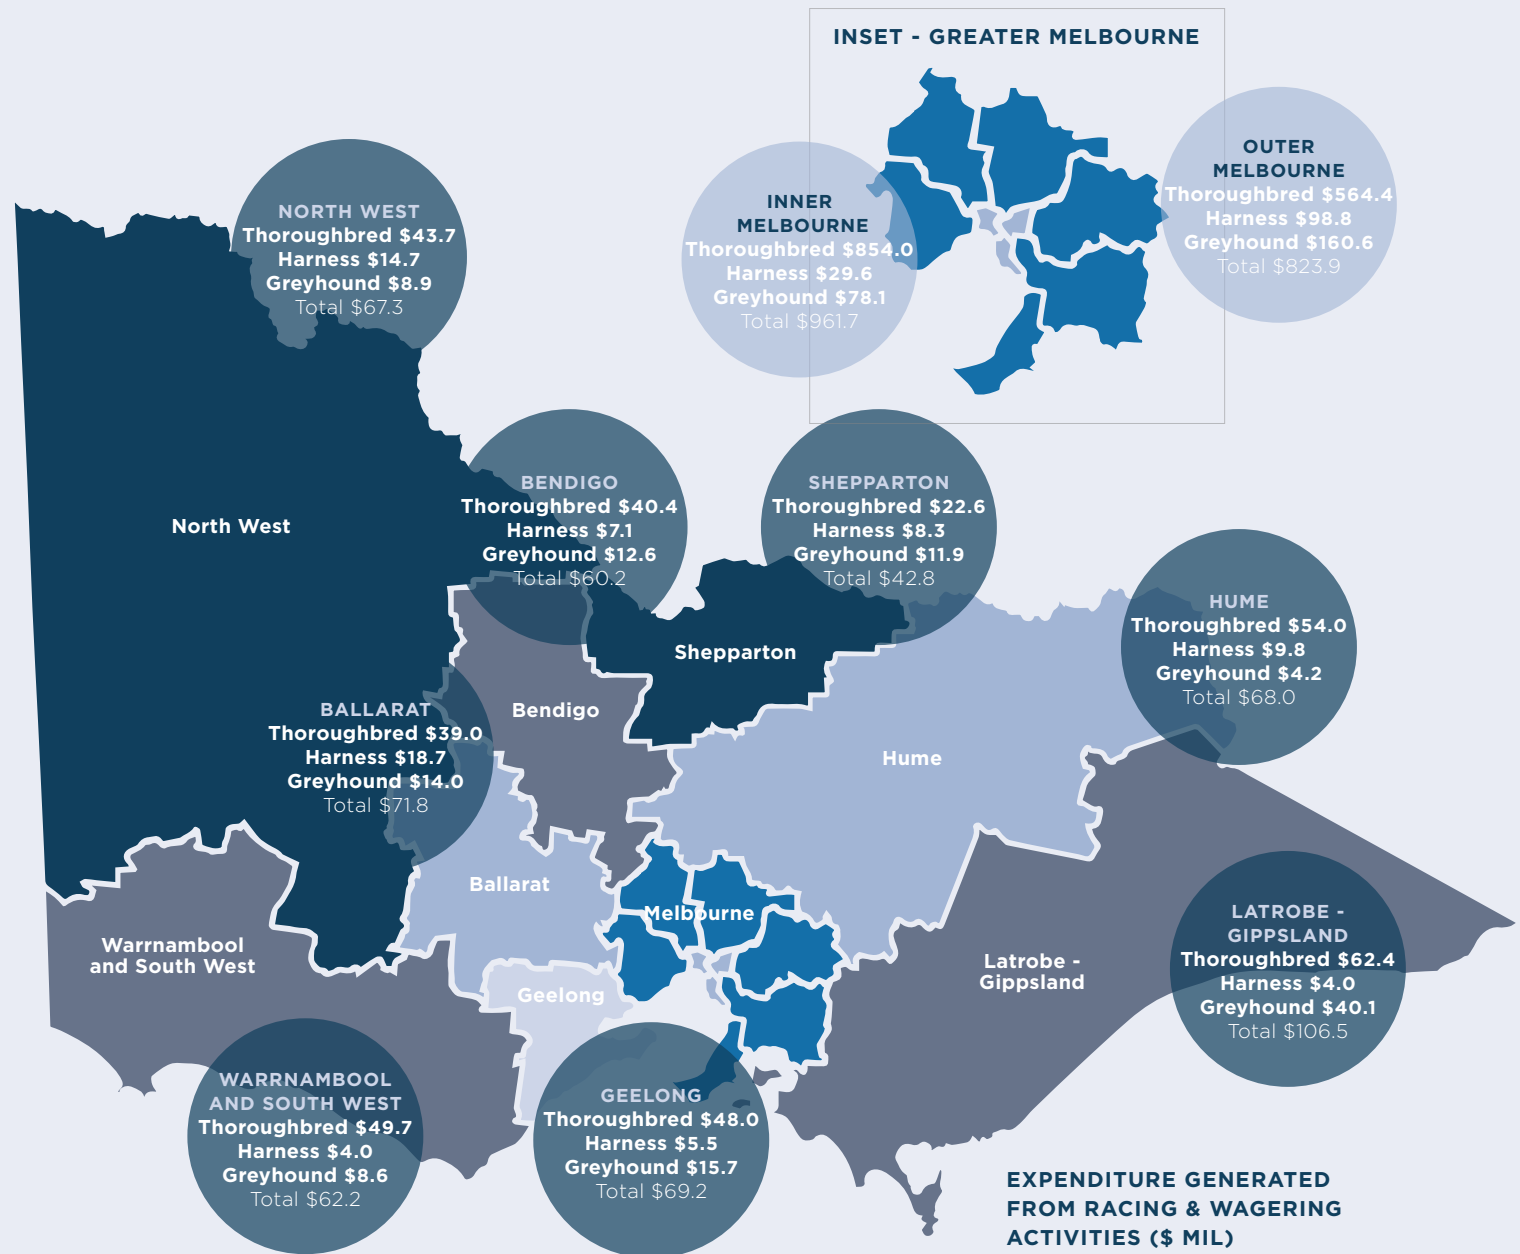 INSET - GREATER MELBOURNE
OUTER
MELBOURNE
Thoroughbred $564.4
Harness $98.8
Greyhound $160.6
Total $823.9
INNER
MELBOURNE
Thoroughbred $854.0
Harness $29.6
Greyhound $78.1
Total $961.7
NORTH WEST
Thoroughbred $43.7
Harness $14.7
Greyhound $8.9
Total $67.3
BENDIGO
Thoroughbred $40.4
Harness $7.1
Greyhound $12.6
Total $60.2
SHEPPARTON
Thoroughbred $22.6
Harness $8.3
Greyhound $11.9
Total $42.8
North West
HUME
Thoroughbred $54.0
Harness $9.8
Greyhound $4.2
Total $68.0
Shepparton
BALLARAT
Thoroughbred $39.0
Harness $18.7
Greyhound $14.0
Total $71.8
Bendigo
Hume
Ballarat
Melbourne
Warrnambool
and South West
Latrobe -
Gippsland
LATROBE -
GIPPSLAND
Thoroughbred $62.4
Harness $4.0
Greyhound $40.1
Total $106.5
Geelong
WARRNAMBOOL
AND SOUTH WEST
Thoroughbred $49.7
Harness $4.0
Greyhound $8.6
Total $62.2
GEELONG
Thoroughbred $48.0
Harness $5.5
Greyhound $15.7
Total $69.2
EXPENDITURE GENERATED
FROM RACING & WAGERING
ACTIVITIES ($ MIL)